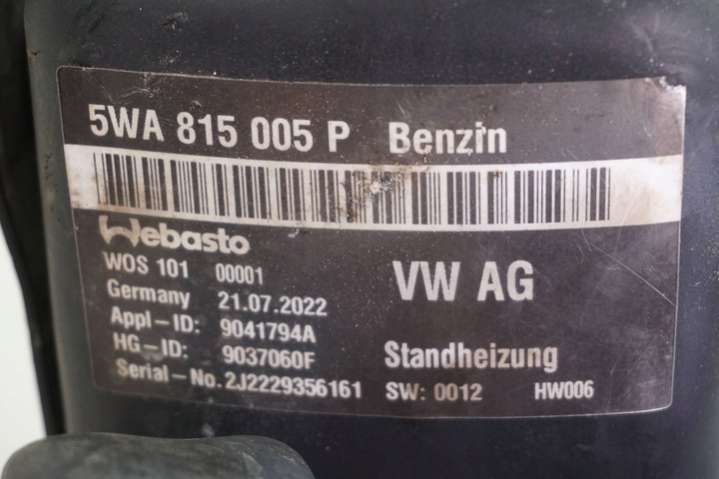 5WA 815 005 P Benzin
Webasto
WOS 101 00001
VW AG
Germany 21.07.2022
Appl-ID: 9041794A
HG-ID: 9037060F
Standheizung
Serial-No. 2J2229356161
SW: 0012 HW006